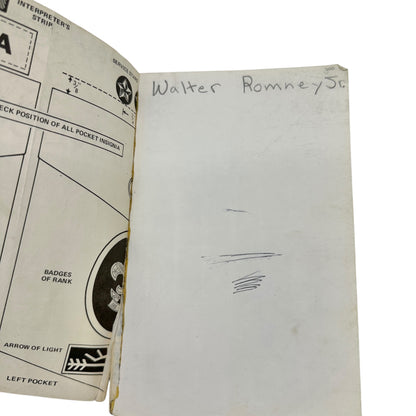 INTERPRETER'S
STRIP
A
Walter Romney Jr.
CHECK POSITION OF ALL POCKET INSIGNIA
BADGES
OF RANK
ARROW OF LIGHT
LEFT POCKET